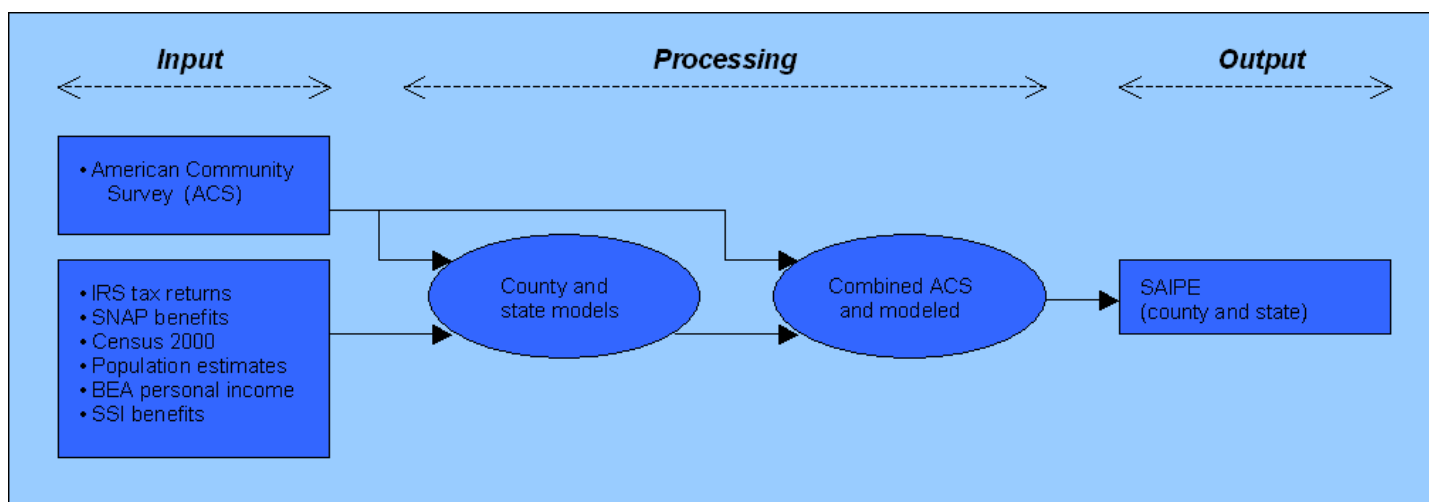 Input
Processing
Output
• American Community
Survey (ACS)
• IRS tax returns
• SNAP benefits
• Census 2000
• Population estimates
• BEA personal income
• SSI benefits
County and
state models
Combined ACS
and modeled
SAIPE
(county and state)